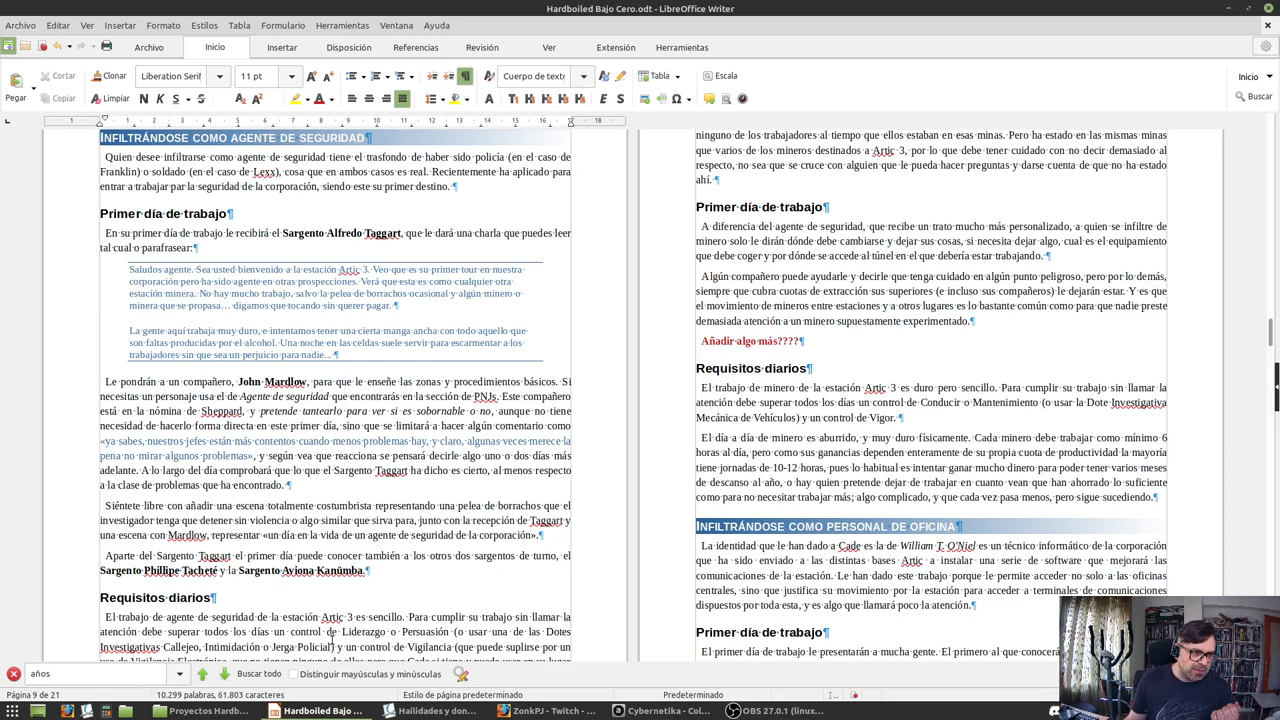 Hardboiled Bajo Cero.odt - LibreOffice Writer
Archivo Editar Ver Insertar Formato Estilos Tabla Formulario Herramientas Ventana Ayuda
Archivo Inicio Insertar Disposición Referencias Revisión Ver Extensión Herramientas
Pegar Cortar Clonar Liberation Serif 11 pt Cuerpo de texto Tabla Escala Inicio
Copiar Limpiar Buscar
INFILTRÁNDOSE COMO AGENTE DE SEGURIDAD¶
Quien desee infiltrarse como agente de seguridad tiene el trasfondo de haber sido policía (en el caso de
Franklin) o soldado (en el caso de Lexx), cosa que en ambos casos es real. Recientemente ha aplicado para
entrar a trabajar par la seguridad de la corporación, siendo este su primer destino. ¶
Primer día de trabajo¶
En su primer día de trabajo le recibirá el Sargento Alfredo Taggart, que le dará una charla que puedes leer
tal cual o parafrasear:¶
Saludos agente. Sea usted bienvenido a la estación Artic 3. Veo que es su primer tour en nuestra
corporación pero ha sido agente en otras prospecciones. Verá que esta es como cualquier otra
estación minera. No hay mucho trabajo, salvo la pelea de borrachos ocasional y algún minero o
minera que se propasa… digamos que tocando sin querer pagar. ¶
La gente aquí trabaja muy duro, e intentamos tener una cierta manga ancha con todo aquello que
son faltas producidas por el alcohol. Una noche en las celdas suele servir para escarmentar a los
trabajadores sin que sea un perjuicio para nadie... ¶
Le pondrán a un compañero, John Mardlow, para que le enseñe las zonas y procedimientos básicos. Si
necesitas un personaje usa el de Agente de seguridad que encontrarás en la sección de PNJs. Este compañero
está en la nómina de Sheppard, y pretende tantearlo para ver si es sobornable o no, aunque no tiene
necesidad de hacerlo forma directa en este primer día, sino que se limitará a hacer algún comentario como
«ya sabes, nuestros jefes están más contentos cuando menos problemas hay, y claro, algunas veces merece la
pena no mirar algunos problemas», y según vea que reacciona se pensará decirle algo uno o dos días más
adelante. A lo largo del día comprobará que lo que el Sargento Taggart ha dicho es cierto, al menos respecto
a la clase de problemas que ha encontrado. ¶
Siéntete libre con añadir una escena totalmente costumbrista representando una pelea de borrachos que el
investigador tenga que detener sin violencia o algo similar que sirva para, junto con la recepción de Taggart y
una escena con Mardlow, representar «un día en la vida de un agente de seguridad de la corporación».¶
Aparte del Sargento Taggart el primer día puede conocer también a los otros dos sargentos de turno, el
Sargento Phillipe Tacheté y la Sargento Aviona Kanümba.¶
Requisitos diarios¶
El trabajo de agente de seguridad de la estación Artic 3 es sencillo. Para cumplir su trabajo sin llamar la
atención debe superar todos los días un control de Liderazgo o Persuasión (o usar una de las Dotes
Investigativas Callejeo, Intimidación o Jerga Policial) y un control de Vigilancia (que puede suplirse por un
ninguno de los trabajadores al tipo que ellos estaban en esas minas. Pero ha estado en las mismas minas
que varios de los mineros destinados a Artic 3, por lo que debe tener cuidado con no decir demasiado al
respecto, no sea que se cruce con alguien que le pueda hacer preguntas y darse cuenta de que no ha estado
ahí. ¶
Primer día de trabajo¶
A diferencia del agente de seguridad, que recibe un trato mucho más personalizado, a quien se infiltre de
minero solo le dirán dónde debe cambiarse y dejar sus cosas, si necesita dejar algo, cual es el equipamiento
que debe coger y por dónde se accede al túnel en el que debería estar trabajando. ¶
Algún compañero puede ayudarle y decirle que tenga cuidado en algún punto peligroso, pero por lo demás,
siempre que cubra cuotas de extracción sus superiores (e incluso sus compañeros) le dejarán estar. Y es que
el movimiento de mineros entre estaciones y a otros lugares es lo bastante común como para que nadie preste
demasiada atención a un minero supuestamente experimentado.¶
Añadir algo más????¶
Requisitos diarios¶
El trabajo de minero de la estación Artic 3 es duro pero sencillo. Para cumplir su trabajo sin llamar la
atención debe superar todos los días un control de Conducir o Mantenimiento (o usar la Dote Investigativa
Mecánica de Vehículos) y un control de Vigor. ¶
El día a día de minero es aburrido, y muy duro físicamente. Cada minero debe trabajar como mínimo 6
horas al día, pero como sus ganancias dependen enteramente de su propia cuota de productividad la mayoría
tiene jornadas de 10-12 horas, pues lo habitual es intentar ganar mucho dinero para poder tener varios meses
de descanso al año, o hay quien pretende dejar de trabajar en cuanto vean que han ahorrado lo suficiente
como para no necesitar trabajar más; algo complicado, y que cada vez pasa menos, pero sigue sucediendo. ¶
INFILTRÁNDOSE COMO PERSONAL DE OFICINA¶
La identidad que le han dado a Cade es la de William T. O'Niel es un técnico informático de la corporación
que ha sido enviado a las distintas bases Artic a instalar una serie de software que mejorará las
comunicaciones de la estación. Le han dado este trabajo porque le permite acceder no solo a las oficinas
centrales, sino que justifica su movimiento por la estación para acceder a terminales de comunicaciones
dispuestos por toda esta, y es algo que llamará poco la atención.¶
Primer día de trabajo¶
El primer día de trabajo le presentarán a mucha gente. El primero al que conocerá
años Buscar todo Distinguir mayúsculas y minúsculas
Página 9 de 21 10.299 palabras, 61.803 caracteres Estilo de página predeterminado Predeterminado
Proyectos Hardb... Hardboiled Bajo ... Hailidades y don... ZonkPJ - Twitch - ... Cybernetika - Col... OBS 27.0.1 (linux...